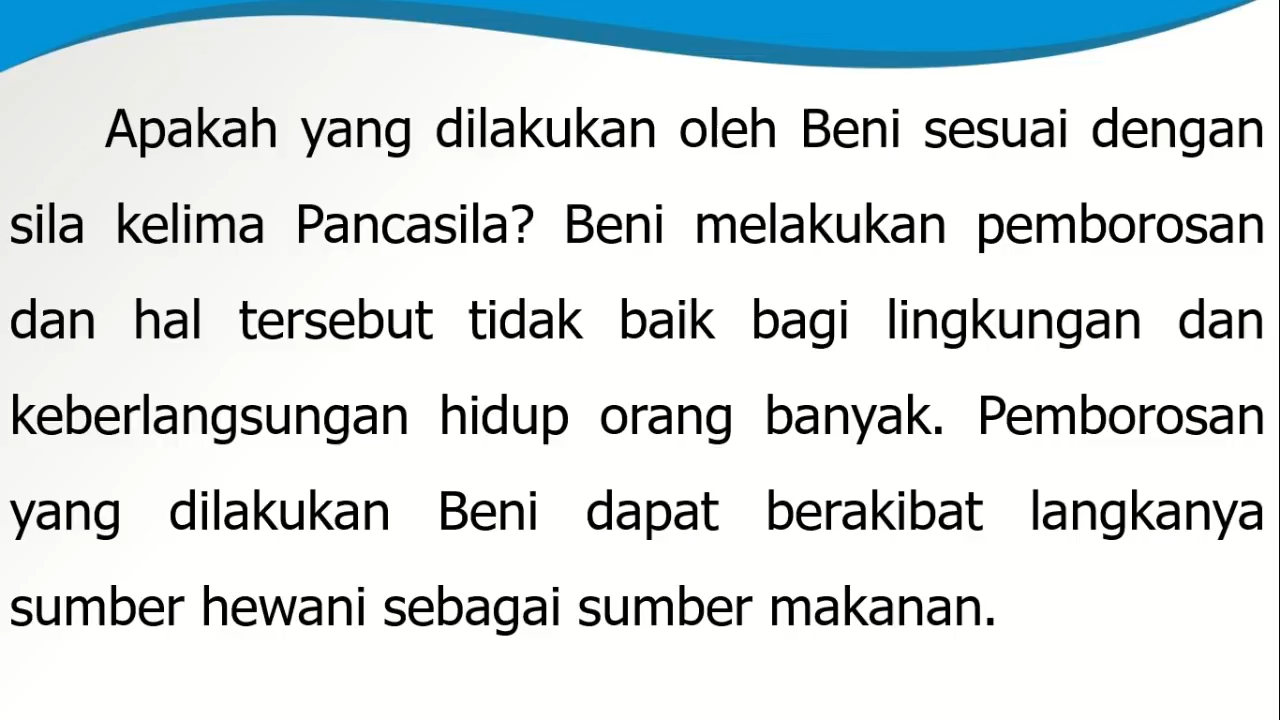 Apakah yang dilakukan oleh Beni sesuai dengan
sila kelima Pancasila? Beni melakukan pemborosan
dan hal tersebut tidak baik bagi lingkungan dan
keberlangsungan hidup orang banyak. Pemborosan
yang dilakukan Beni dapat berakibat langkanya
sumber hewani sebagai sumber makanan.